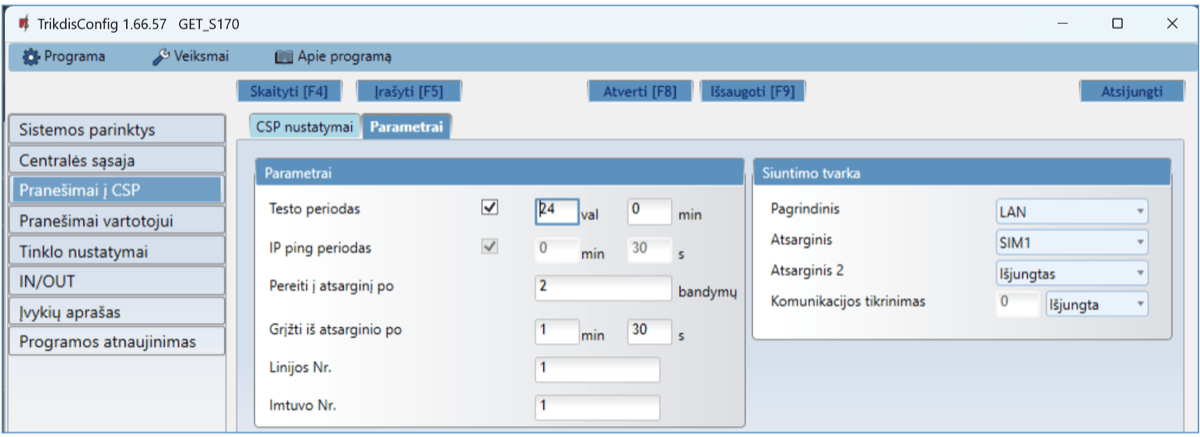 TrikdisConfig 1.66.57 GET_S170
Programa Veiksmai Apie programą
Skaityti [F4] Įrašyti [F5] Atverti [F8] Išsaugoti [F9] Atsijungti
Sistemos parinktys
Centralės sąsaja
Pranešimai į CSP
Pranešimai vartotojui
Tinklo nustatymai
IN/OUT
Įvykių aprašas
Programos atnaujinimas
CSP nustatymai Parametrai
Parametrai
Testo periodas 24 val 0 min
IP ping periodas 0 min 30 s
Pereiti į atsarginį po 2 bandymų
Grįžti iš atsarginio po 1 min 30 s
Linijos Nr. 1
Imtuvo Nr. 1
Siuntimo tvarka
Pagrindinis LAN
Atsarginis SIM1
Atsarginis 2 Išjungtas
Komunikacijos tikrinimas 0 Išjungta